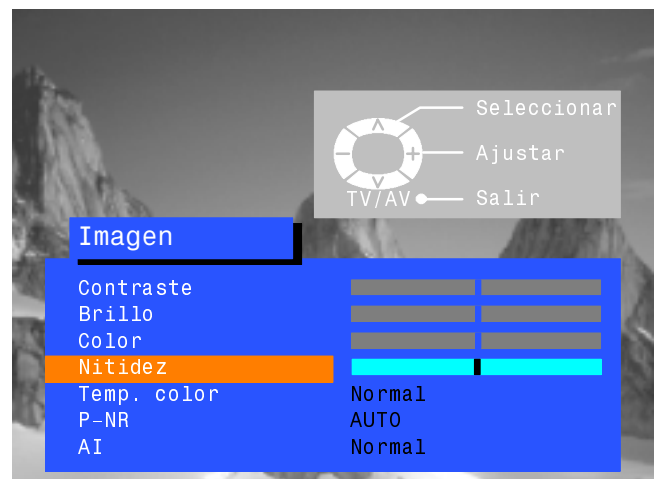 Seleccionar
Ajustar
TV/AV Salir
Imagen
Contraste
Brillo
Color
Nitidez
Temp. color Normal
P-NR AUTO
AI Normal